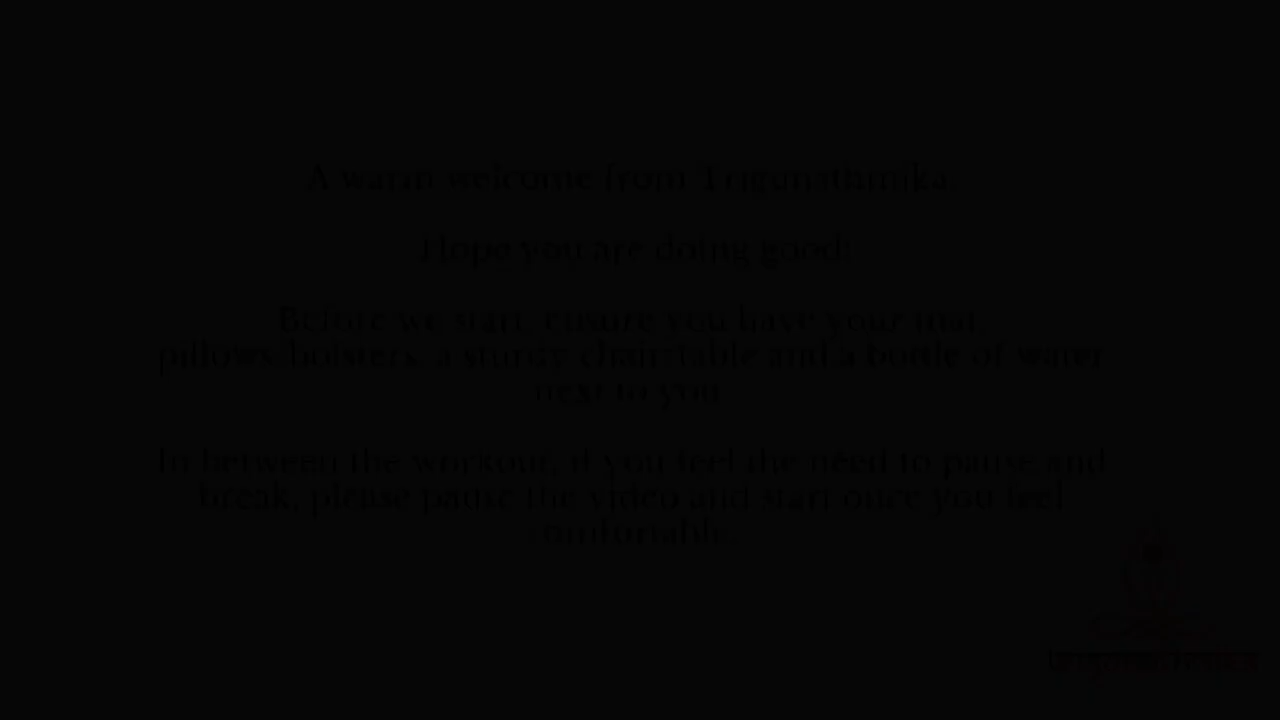 A warm welcome from Trigunathmika.
Hope you are doing good!
Before we start, ensure you have your mat,
pillows/bolsters, a sturdy chair/table and a bottle of water
next to you.
In between the workout, if you feel the need to pause and
break, please pause the video and start once you feel
comfortable.